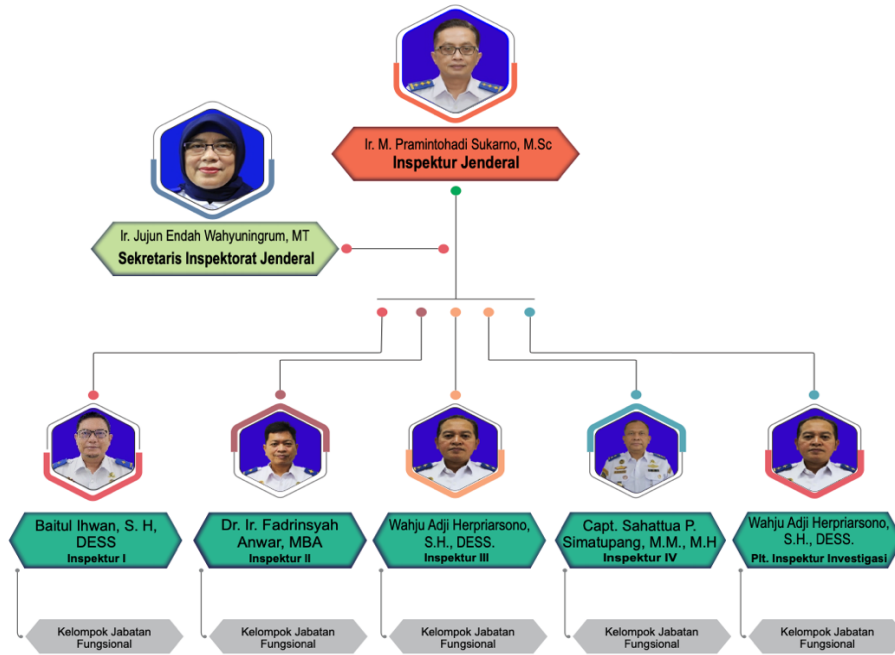 Ir. M. Pramintohadi Sukarno, M.Sc
Inspektur Jenderal
Ir. Jujun Endah Wahyuningrum, MT
Sekretaris Inspektorat Jenderal
Baitul Ihwan, S. H,
DESS
Inspektur I
Dr. Ir. Fadrinsyah
Anwar, MBA
Inspektur II
Wahju Adji Herpriarsono,
S.H., DESS.
Inspektur III
Capt. Sahattua P.
Simatupang, M.M., M.H
Inspektur IV
Wahju Adji Herpriarsono,
S.H., DESS.
Plt. Inspektur Investigasi
Kelompok Jabatan
Fungsional
Kelompok Jabatan
Fungsional
Kelompok Jabatan
Fungsional
Kelompok Jabatan
Fungsional
Kelompok Jabatan
Fungsional